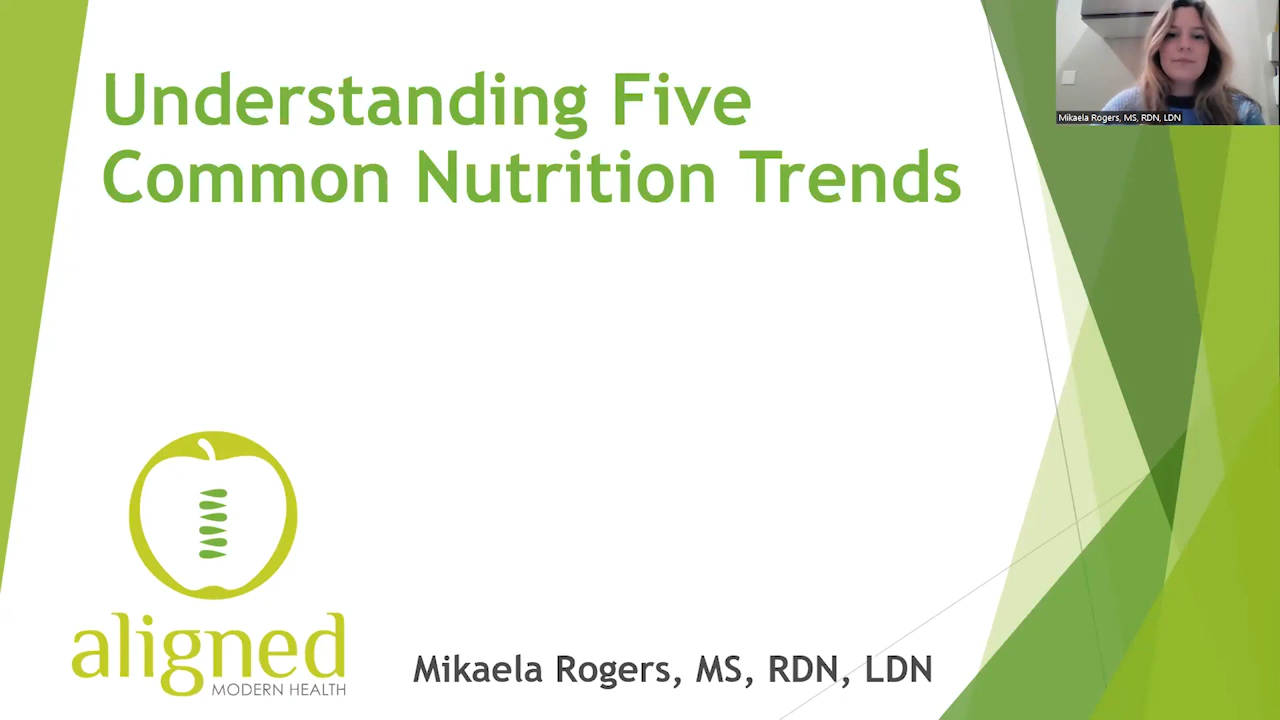 Understanding Five
Common Nutrition Trends
Mikaela Rogers, MS, RDN, LDN
aligned
MODERN HEALTH
Mikaela Rogers, MS, RDN, LDN